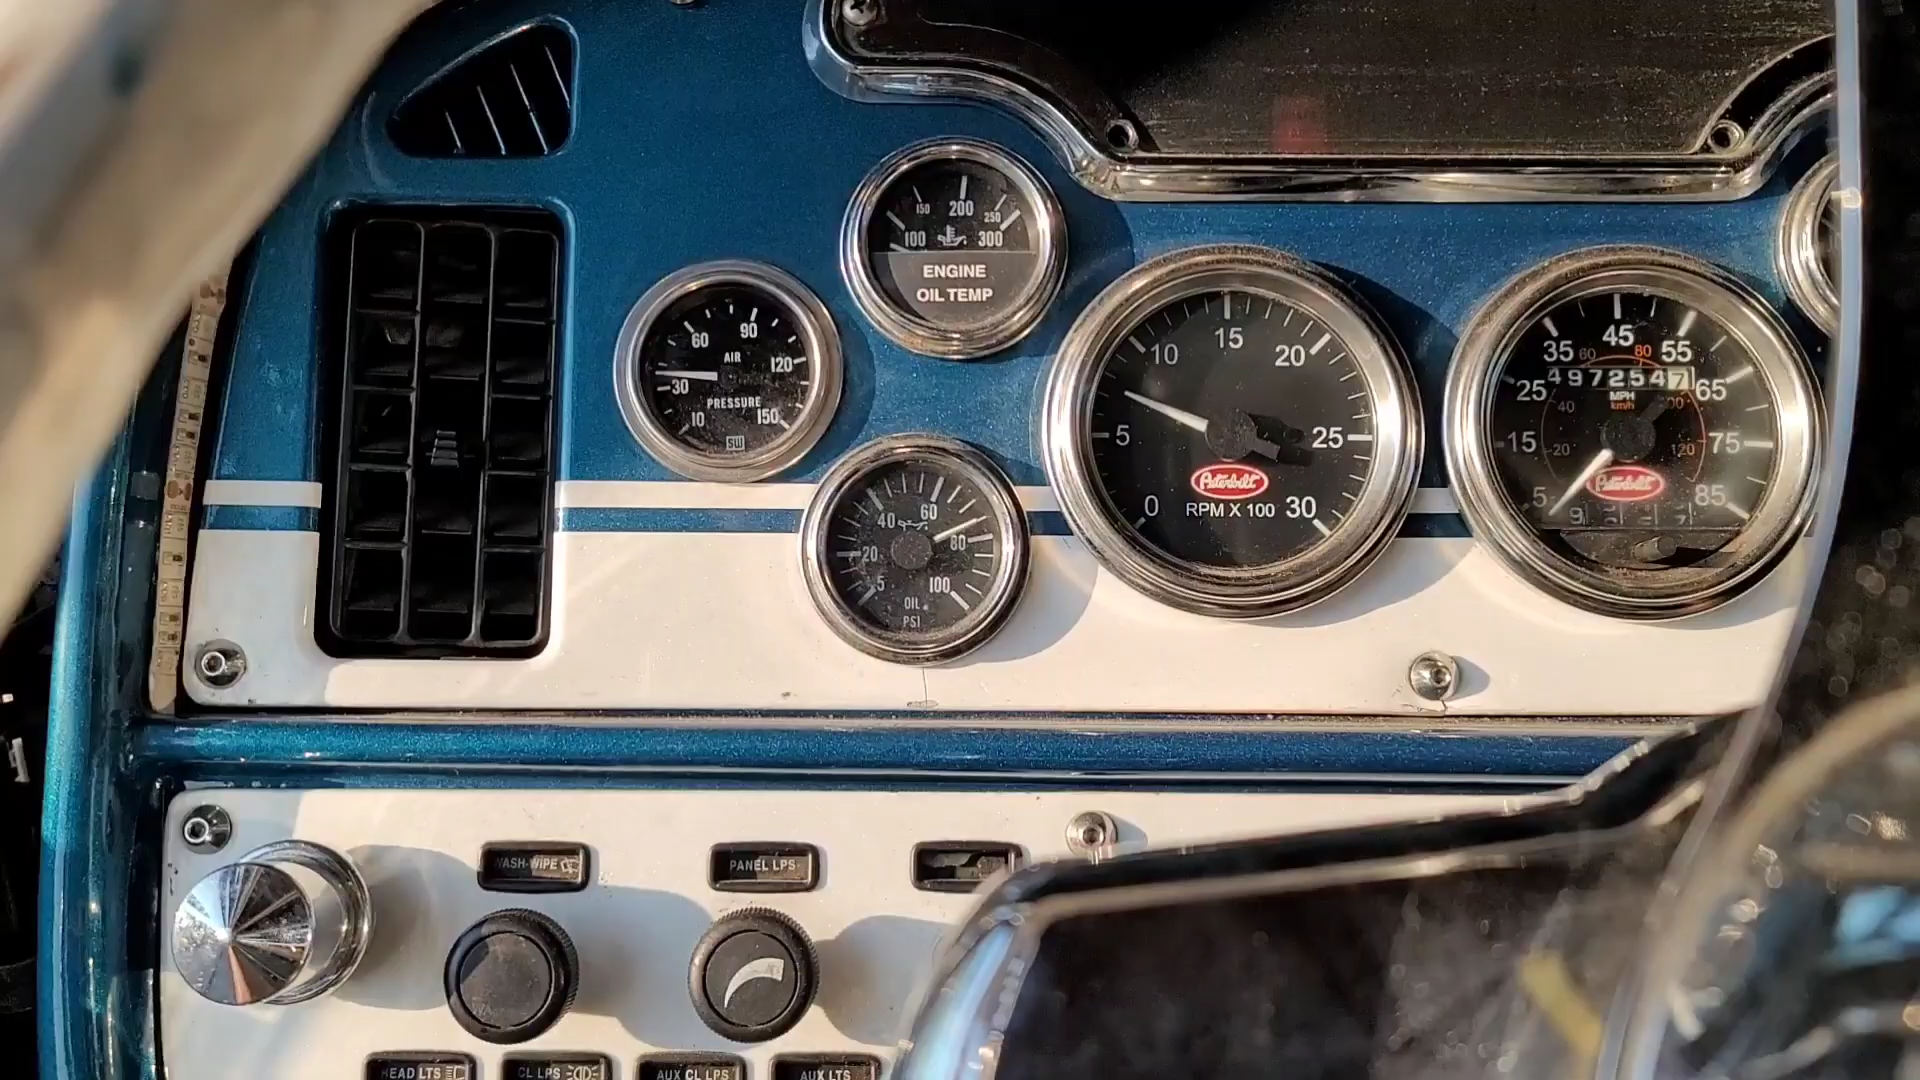 150 200 250
100 300
ENGINE
OIL TEMP
60 90
AIR
120
30
PRESSURE
10 150
SW
40 60
20 80
5 100
OIL
PSI
15
10 20
5 25
Peterbilt
0 RPM X 100 30
45
35 60 80 55
25 4972547 65
MPH
40 km/h
15 20 120 75
Peterbilt
5 85
WASH-WIPE
PANEL LPS
HEAD LTS
CL LPS
AUX CL LPS
AUX LTS